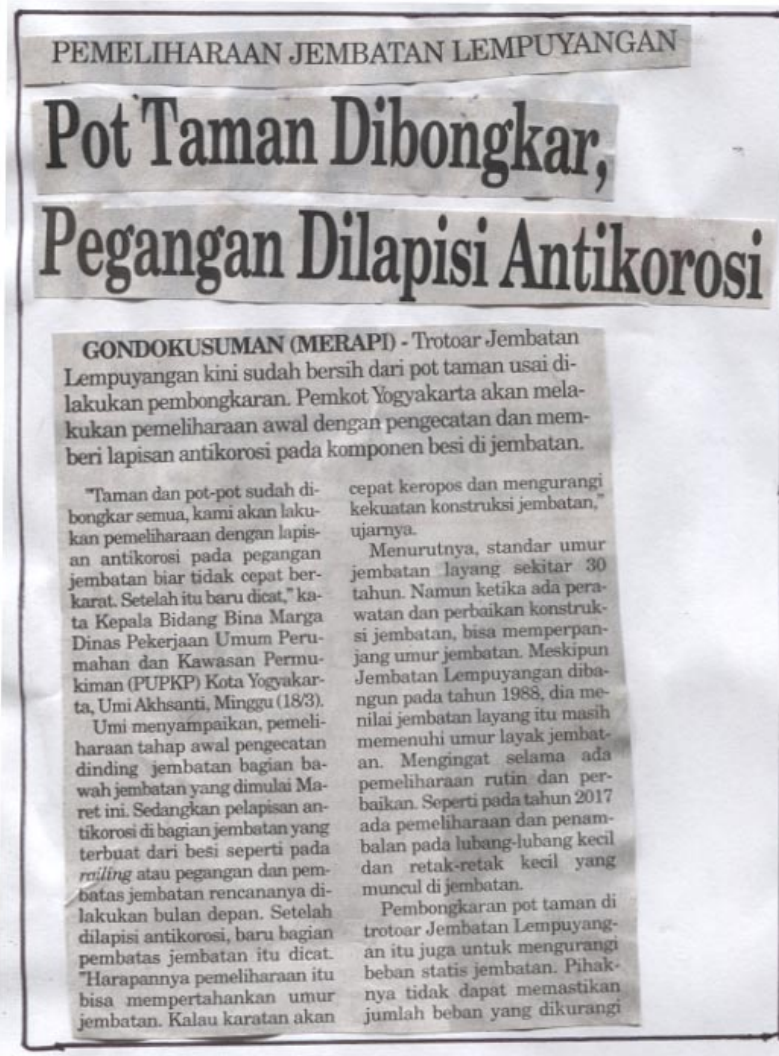 PEMELIHARAAN JEMBATAN LEMPUYANGAN
Pot Taman Dibongkar,
Pegangan Dilapisi Antikorosi
GONDOKUSUMAN (MERAPI) - Trotoar Jembatan
Lempuyangan kini sudah bersih dari pot taman usai di-
lakukan pembongkaran. Pemkot Yogyakarta akan mela-
kukan pemeliharaan awal dengan pengecatan dan mem-
beri lapisan antikorosi pada komponen besi di jembatan.
"Taman dan pot-pot sudah di-
bongkar semua, kami akan laku-
kan pemeliharaan dengan lapis-
an antikorosi pada pegangan
jembatan biar tidak cepat ber-
karat. Setelah itu baru dicat," ka-
ta Kepala Bidang Bina Marga
Dinas Pekerjaan Umum Peru-
mahan dan Kawasan Permu-
kiman (PUPKP) Kota Yogyakar-
ta, Umi Akhsanti, Minggu (18/3).
Umi menyampaikan, pemeli-
haraan tahap awal pengecatan
dinding jembatan bagian ba-
wah jembatan yang dimulai Ma-
ret ini. Sedangkan pelapisan an-
tikorosi di bagian jembatan yang
terbuat dari besi seperti pada
railing atau pegangan dan pem-
batas jembatan rencananya di-
lakukan bulan depan. Setelah
dilapisi antikorosi, baru bagian
pembatas jembatan itu dicat.
"Harapannya pemeliharaan itu
bisa mempertahankan umur
jembatan. Kalau karatan akan
cepat keropos dan mengurangi
kekuatan konstruksi jembatan,"
ujarnya.
Menurutnya, standar umur
jembatan layang sekitar 30
tahun. Namun ketika ada pera-
watan dan perbaikan konstruk-
si jembatan, bisa memperpan-
jang umur jembatan. Meskipun
Jembatan Lempuyangan diba-
ngun pada tahun 1988, dia me-
nilai jembatan layang itu masih
memenuhi umur layak jembat-
an. Mengingat selama ada
pemeliharaan rutin dan per-
baikan. Seperti pada tahun 2017
ada pemeliharaan dan penam-
balan pada lubang-lubang kecil
dan retak-retak kecil yang
muncul di jembatan.
Pembongkaran pot taman di
trotoar Jembatan Lempuyang-
an itu juga untuk mengurangi
beban statis jembatan. Pihak-
nya tidak dapat memastikan
jumlah beban yang dikurangi